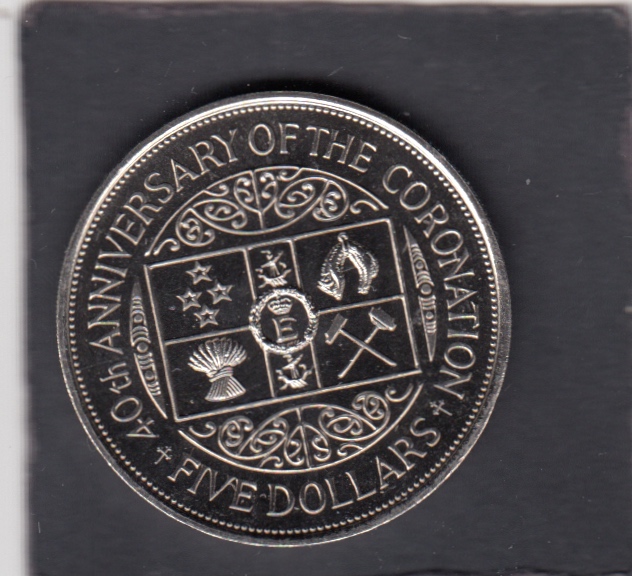 40th ANNIVERSARY OF THE CORONATION
FIVE DOLLARS
E